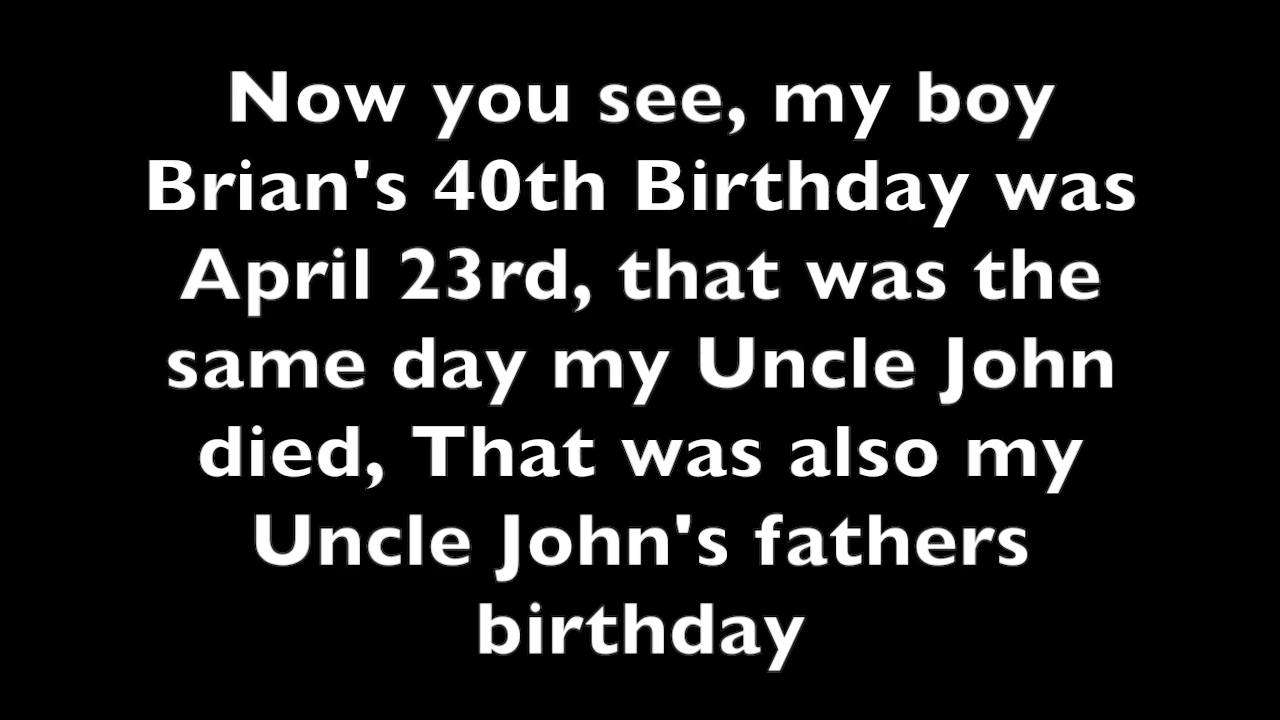 Now you see, my boy
Brian's 40th Birthday was
April 23rd, that was the
same day my Uncle John
died, That was also my
Uncle John's fathers
birthday